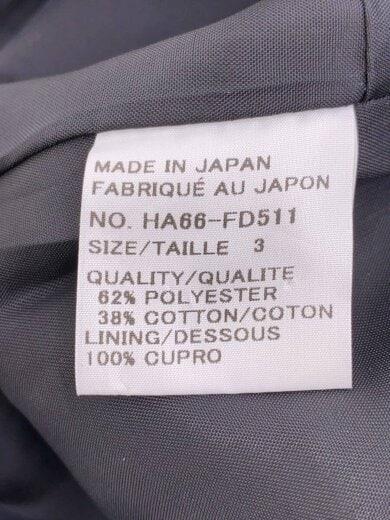 MADE IN JAPAN
FABRIQUÉ AU JAPON
NO. HA66-FD511
SIZE/TAILLE 3
QUALITY/QUALITE
62% POLYESTER
38% COTTON/COTON
LINING/DESSOUS
100% CUPRO